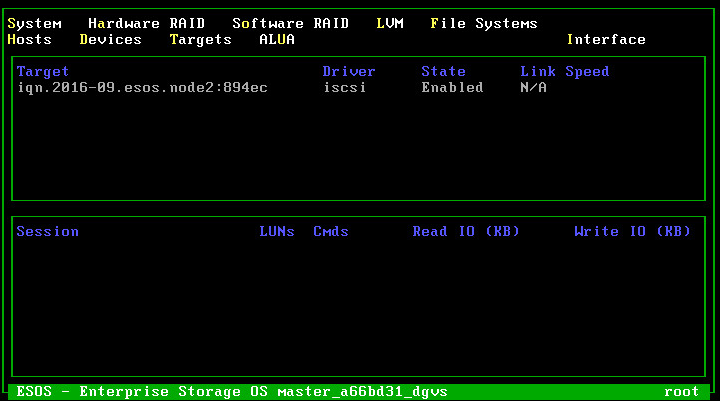 System Hardware RAID Software RAID LVM File Systems
Hosts Devices Targets ALUA Interface
Target Driver State Link Speed
iqn.2016-09.esos.node2:894ec iscsi Enabled N/A
Session LUNs Cmds Read IO (KB) Write IO (KB)
ESOS - Enterprise Storage OS master_a66bd31_dgvs root